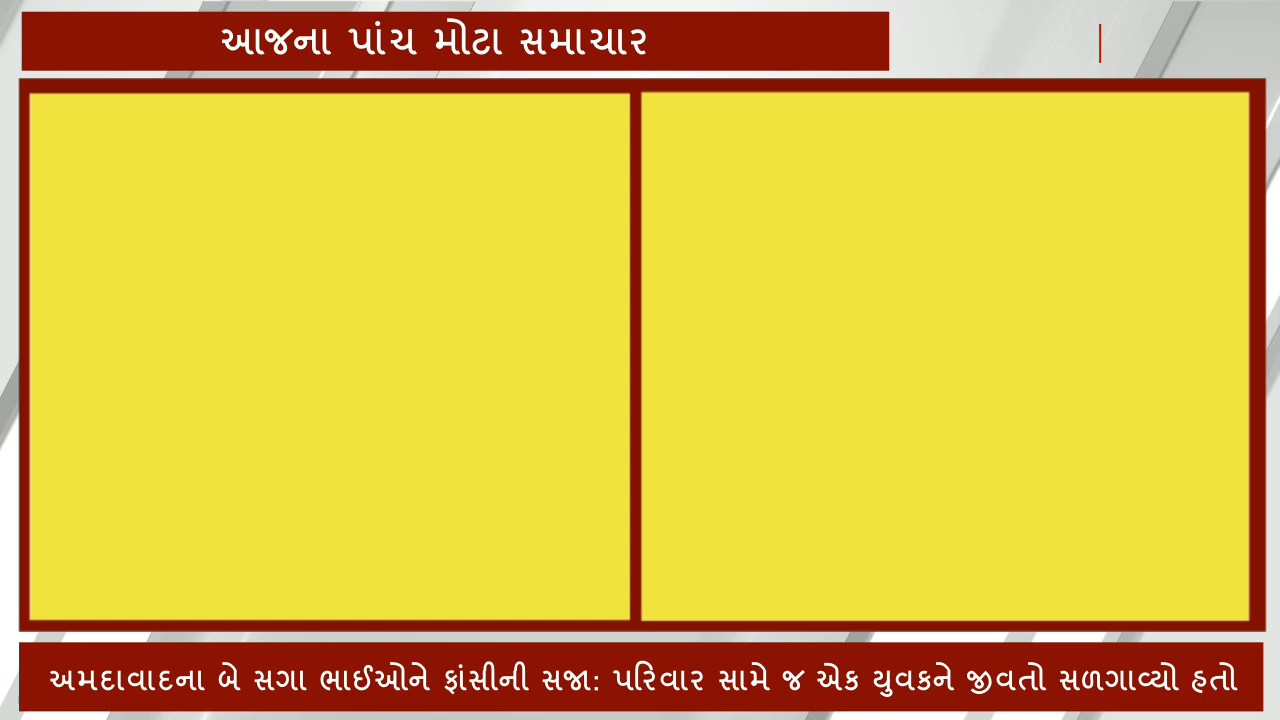 આજના પાંચ મોટા સમાચાર
અમદાવાદના બે સગા ભાઈઓને ફાંસીની સજા: પરિવાર સામે જ એક યુવકને જીવતો સળગાવ્યો હતો